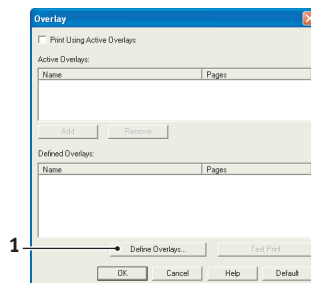 Overlay
Print Using Active Overlays
Active Overlays:
Name Pages
Add Remove
Defined Overlays:
Name Pages
1
Define Overlays... Test Print
OK Cancel Help Default